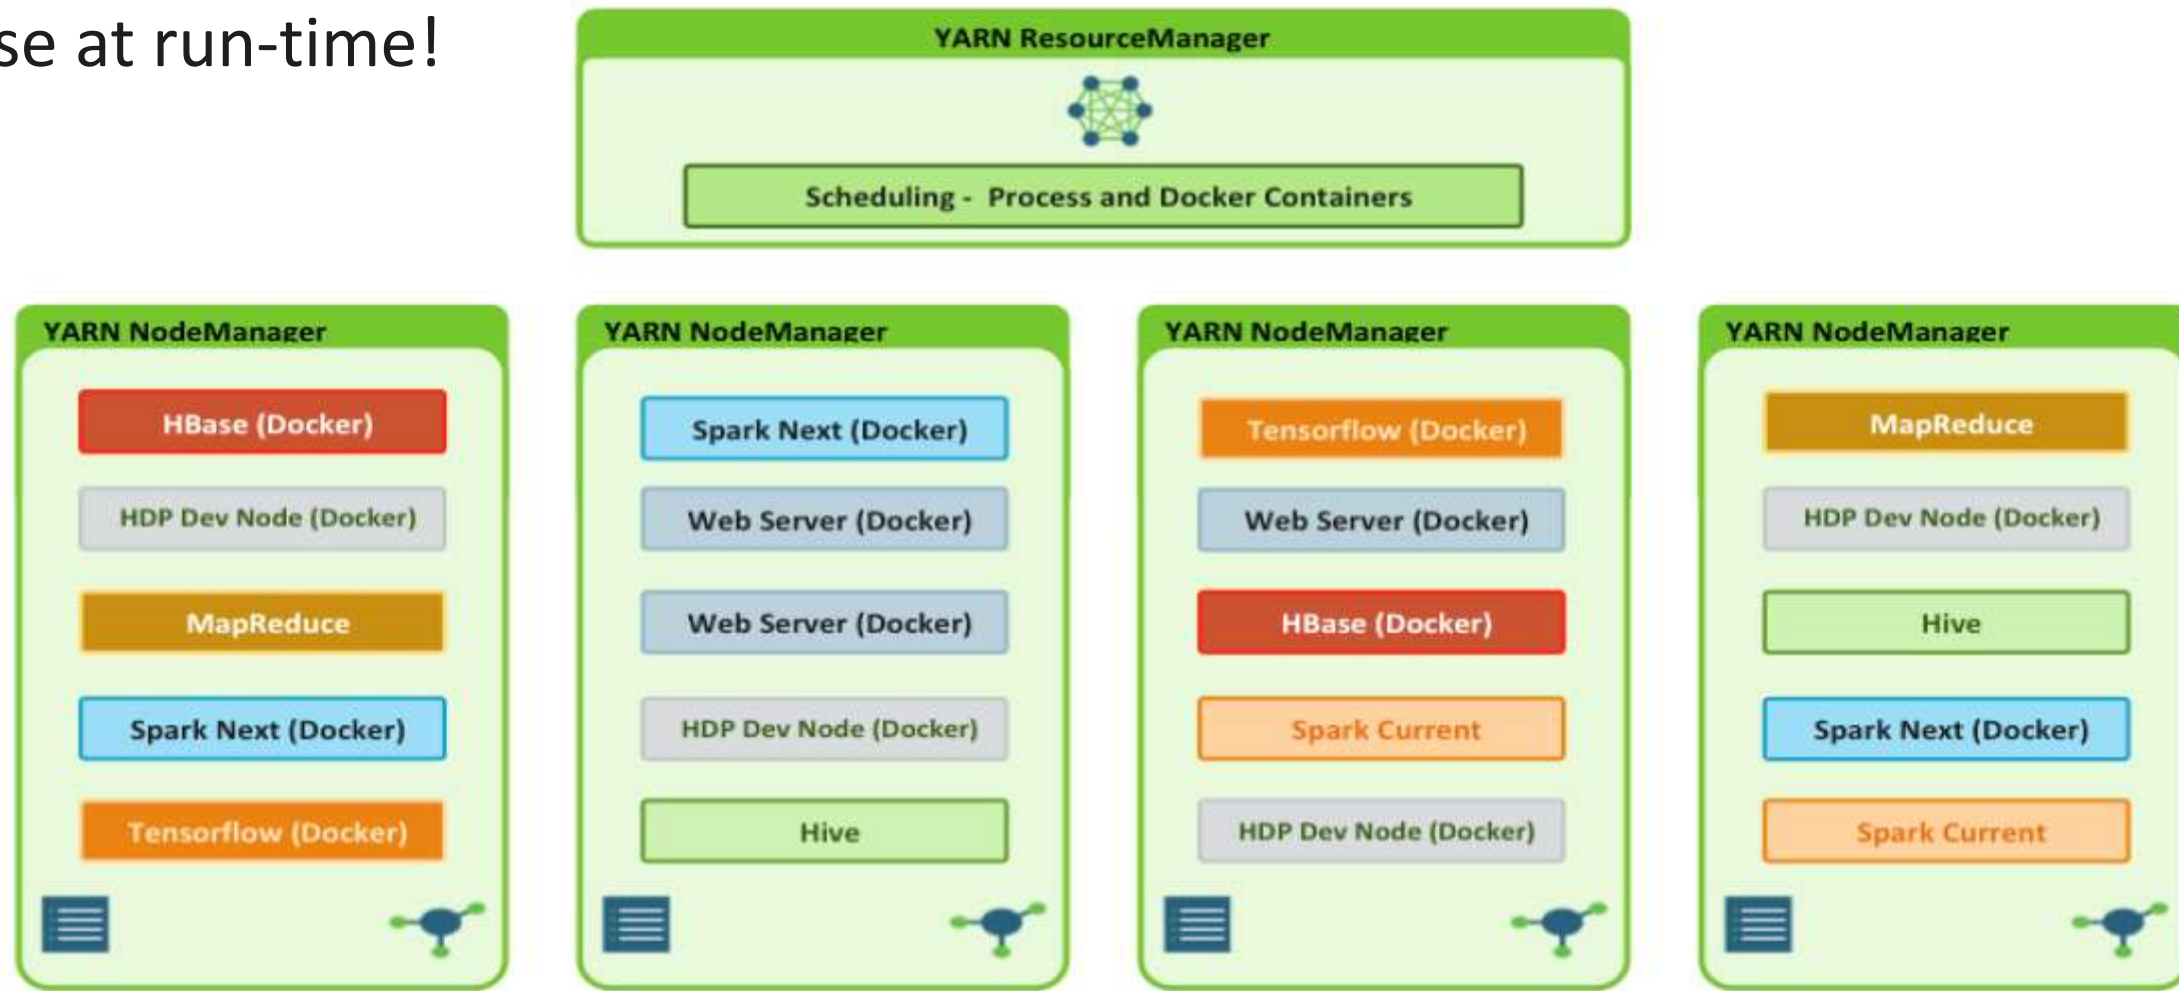 se at run-time!
YARN ResourceManager
Scheduling - Process and Docker Containers
YARN NodeManager
HBase (Docker)
HDP Dev Node (Docker)
MapReduce
Spark Next (Docker)
Tensorflow (Docker)
YARN NodeManager
Spark Next (Docker)
Web Server (Docker)
Web Server (Docker)
HDP Dev Node (Docker)
Hive
YARN NodeManager
Tensorflow (Docker)
Web Server (Docker)
HBase (Docker)
Spark Current
HDP Dev Node (Docker)
YARN NodeManager
MapReduce
HDP Dev Node (Docker)
Hive
Spark Next (Docker)
Spark Current